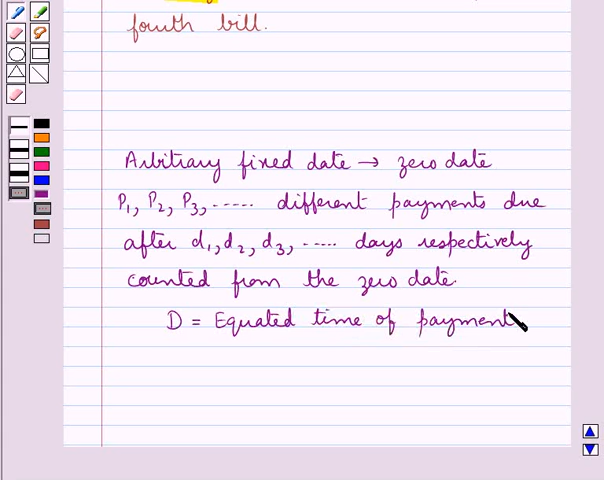 fourth bill.
Arbitrary fixed date → zero date
P1, P2, P3, ..... different payments due
after d1, d2, d3, ..... days respectively
counted from the zero date.
D = Equated time of payment